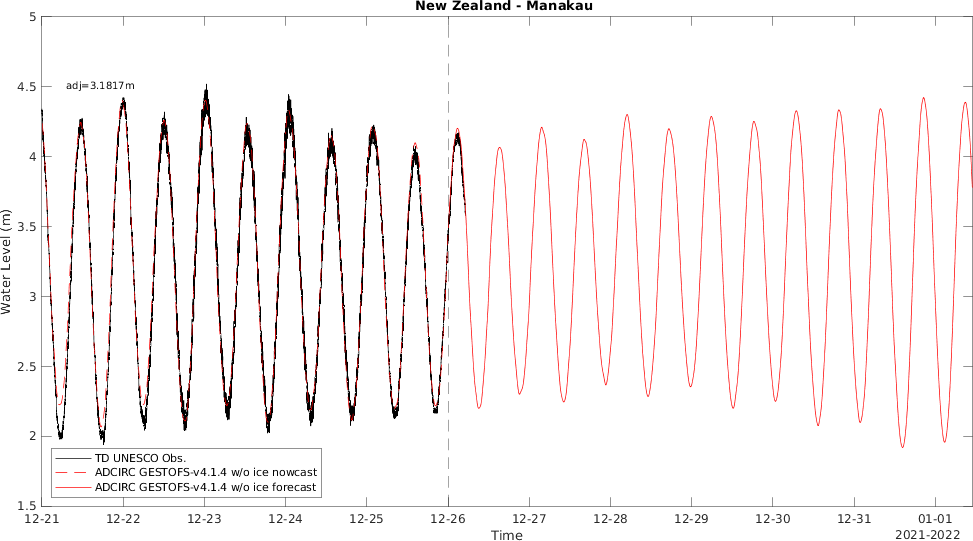 New Zealand - Manakau
adj=3.1817m
5
4.5
4
3.5
3
2.5
2
1.5
Water Level (m)
TD UNESCO Obs.
ADCIRC GESTOFS-v4.1.4 w/o ice nowcast
ADCIRC GESTOFS-v4.1.4 w/o ice forecast
12-21 12-22 12-23 12-24 12-25 12-26 12-27 12-28 12-29 12-30 12-31 01-01
Time
2021-2022